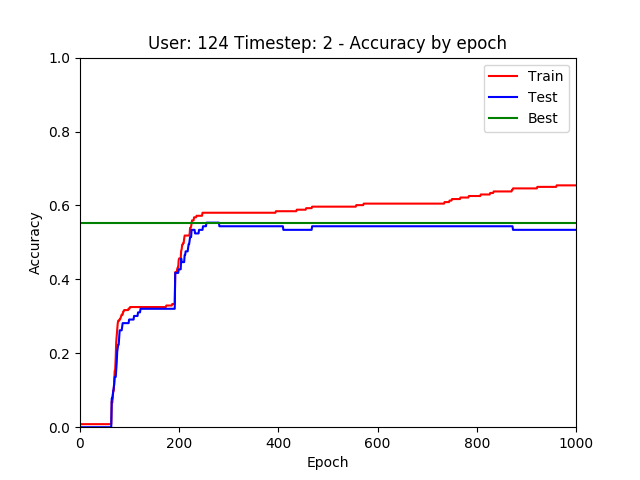 User: 124 Timestep: 2 - Accuracy by epoch
1.0
0.8
0.6
0.4
0.2
0.0
Accuracy
Train
Test
Best
0 200 400 600 800 1000
Epoch